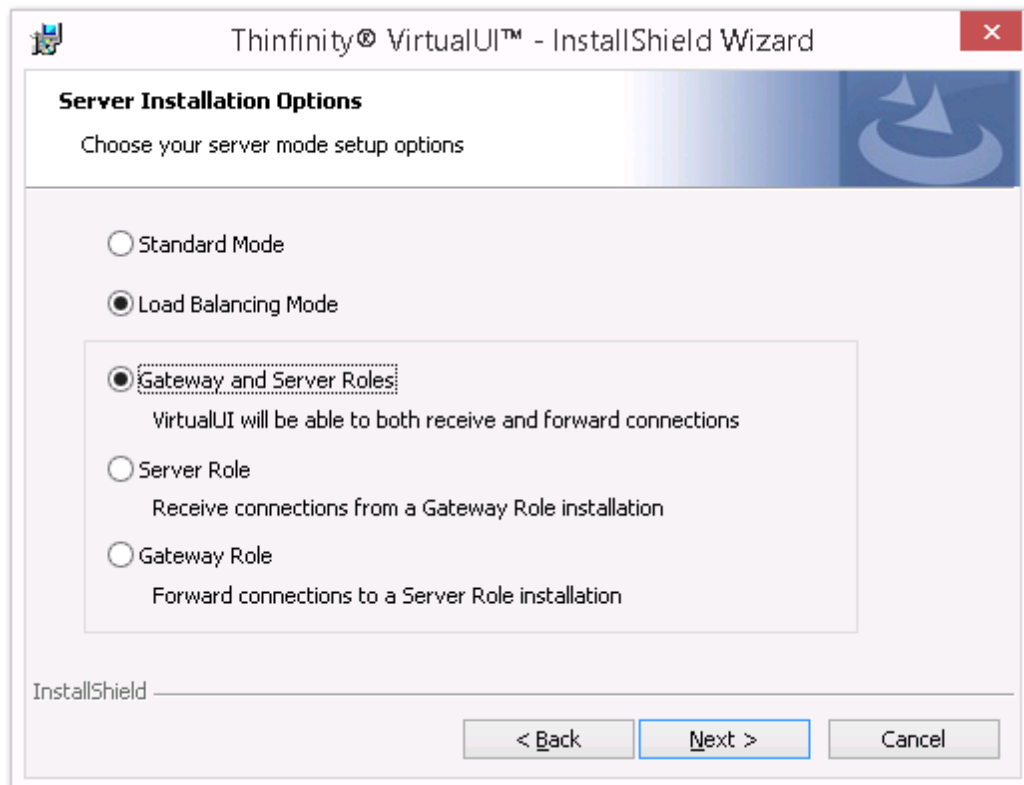 Thinfinity® VirtualUI™ - InstallShield Wizard
Server Installation Options
Choose your server mode setup options
Standard Mode
Load Balancing Mode
Gateway and Server Roles
VirtualUI will be able to both receive and forward connections
Server Role
Receive connections from a Gateway Role installation
Gateway Role
Forward connections to a Server Role installation
InstallShield
< Back Next > Cancel